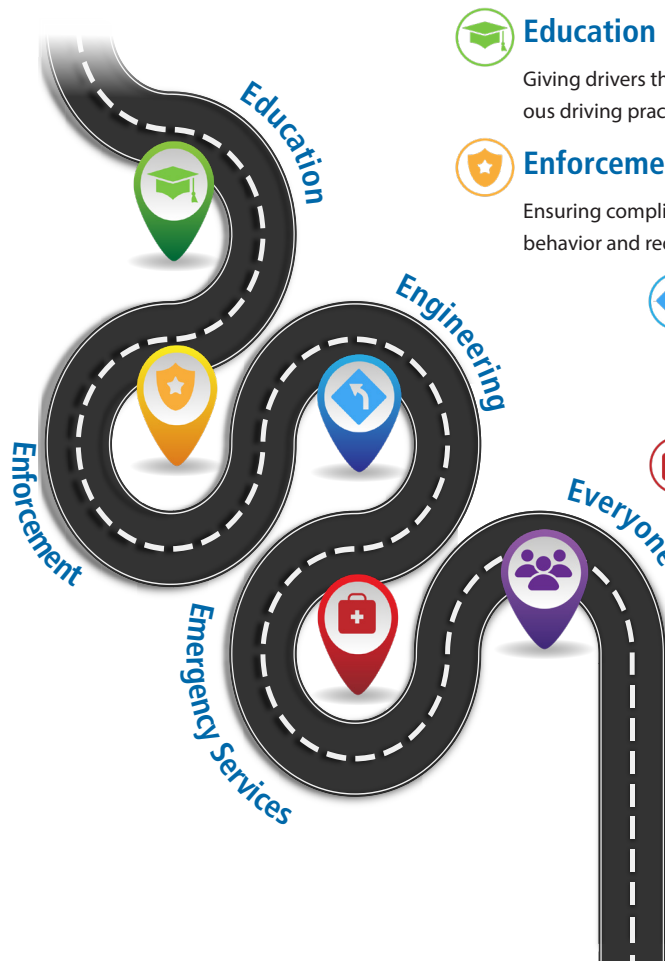 Education
Giving drivers th
ous driving prac
Enforceme
Ensuring compli
behavior and re
Education
Engineering
Enforcement
Everyone
Emergency Services